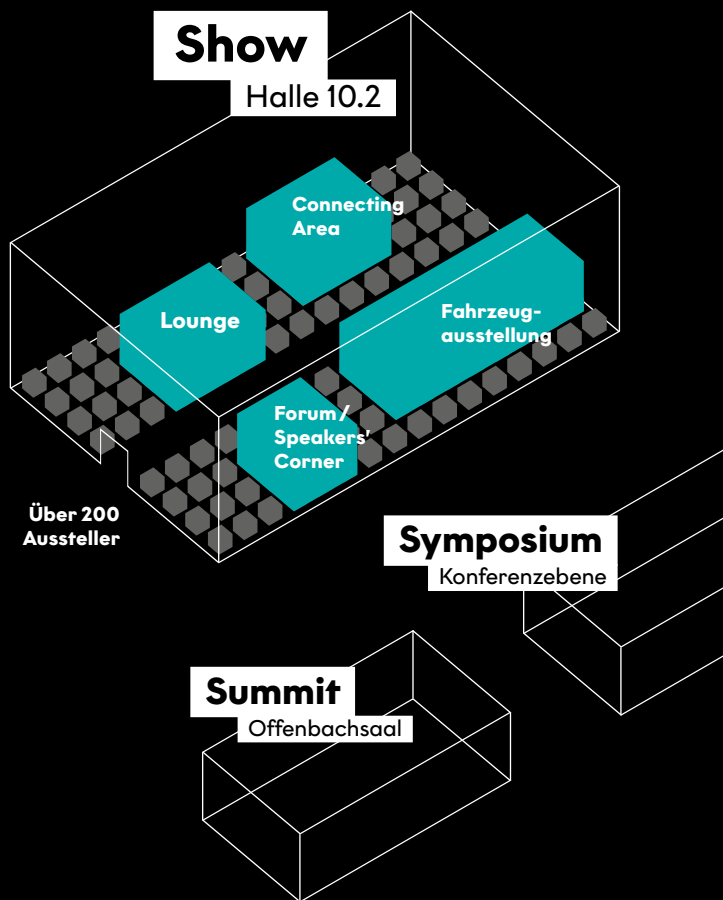 Show
Halle 10.2
Connecting
Area
Lounge
Fahrzeug-
ausstellung
Forum/
Speakers'
Corner
Über 200
Aussteller
Symposium
Konferenzebene
Summit
Offenbachsaal